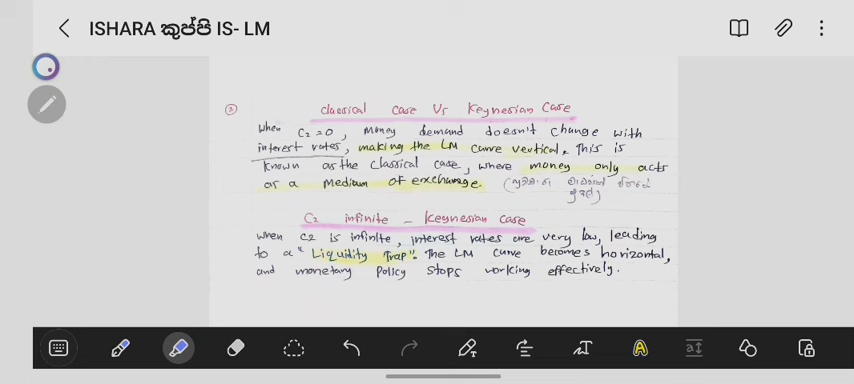 ISHARA කුප්පි IS- LM
② classical case Vs Keynesian Case
When C2 = 0, money demand doesn't change with
interest rates, making the LM curve vertical. This is
known as the classical case, where money only acts
as a medium of exchange.
C2 infinite - Keynesian case
when C2 is infinite, interest rates are very low, leading
to a "Liquidity Trap". The LM curve becomes horizontal,
and monetary policy stops working effectively.